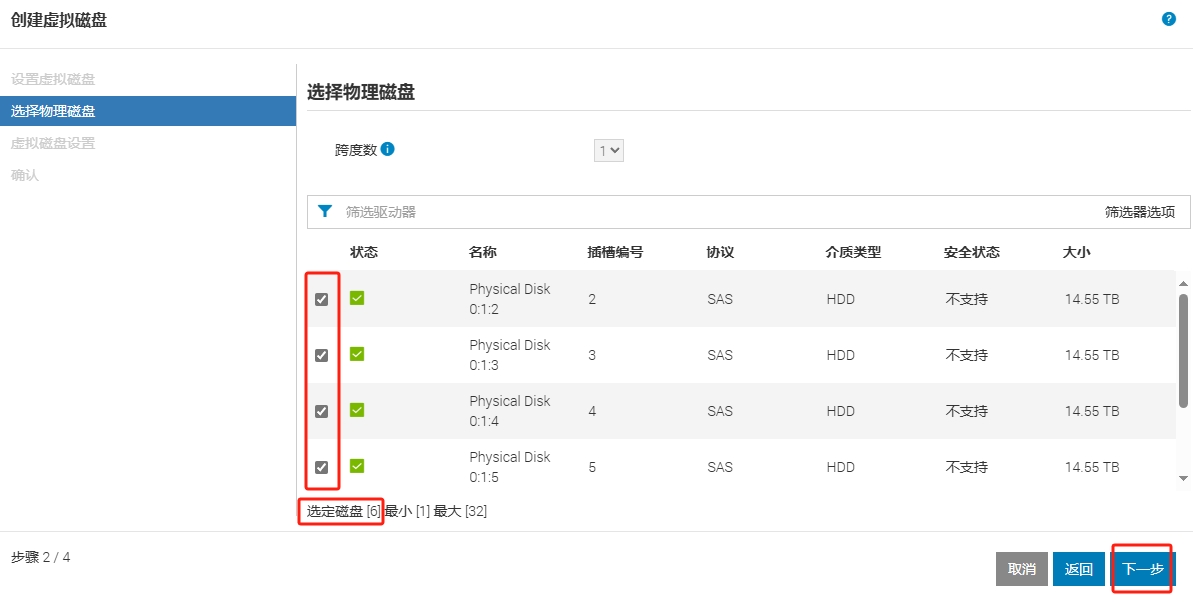 创建虚拟磁盘
?
设置虚拟磁盘
选择物理磁盘
虚拟磁盘设置
确认
选择物理磁盘
跨度数 i 1
筛选驱动器 筛选器选项
状态 名称 插槽编号 协议 介质类型 安全状态 大小
Physical Disk
0:1:2 2 SAS HDD 不支持 14.55 TB
Physical Disk
0:1:3 3 SAS HDD 不支持 14.55 TB
Physical Disk
0:1:4 4 SAS HDD 不支持 14.55 TB
Physical Disk
0:1:5 5 SAS HDD 不支持 14.55 TB
选定磁盘 [6] 最小 [1] 最大 [32]
步骤 2 / 4
取消 返回 下一步